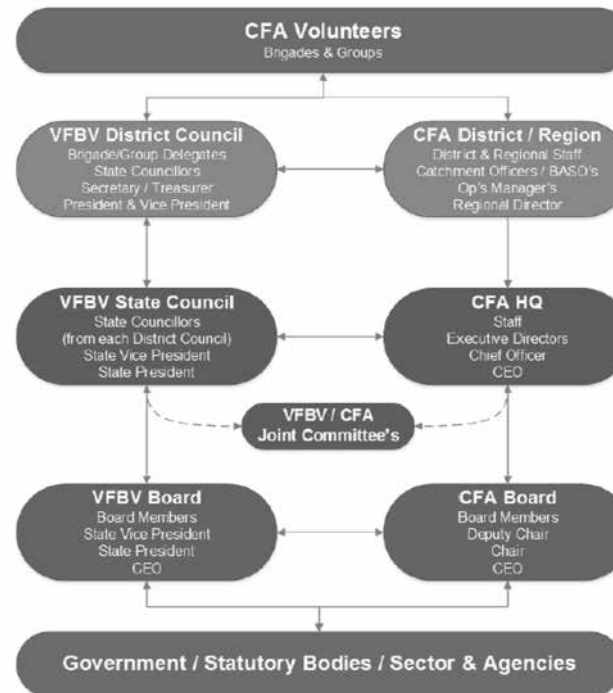 CFA Volunteers
Brigades & Groups
VFBV District Council
Brigade/Group Delegates
State Councillors
Secretary / Treasurer
President & Vice President
CFA District / Region
District & Regional Staff
Catchment Officers / BASO's
Op's Manager's
Regional Director
VFBV State Council
State Councillors
(from each District Council)
State Vice President
State President
CFA HQ
Staff
Executive Directors
Chief Officer
CEO
VFBV / CFA
Joint Committee's
VFBV Board
Board Members
State Vice President
State President
CEO
CFA Board
Board Members
Deputy Chair
Chair
CEO
Government / Statutory Bodies / Sector & Agencies